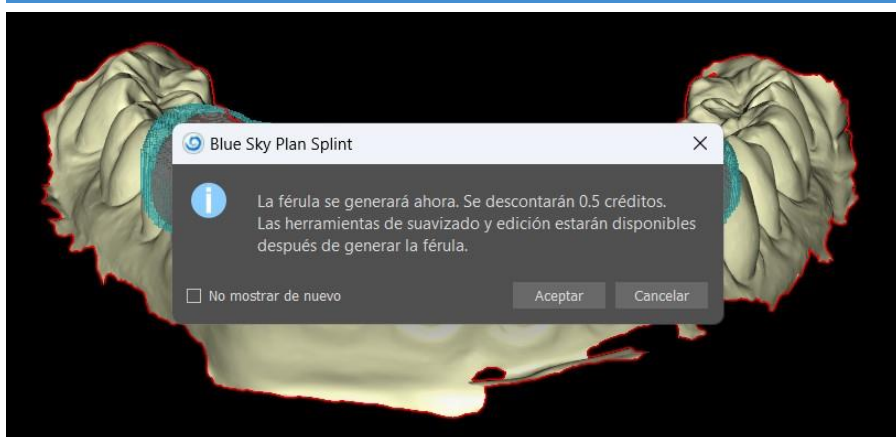 Blue Sky Plan Splint
La férula se generará ahora. Se descontarán 0.5 créditos.
Las herramientas de suavizado y edición estarán disponibles
después de generar la férula.
No mostrar de nuevo
Aceptar
Cancelar